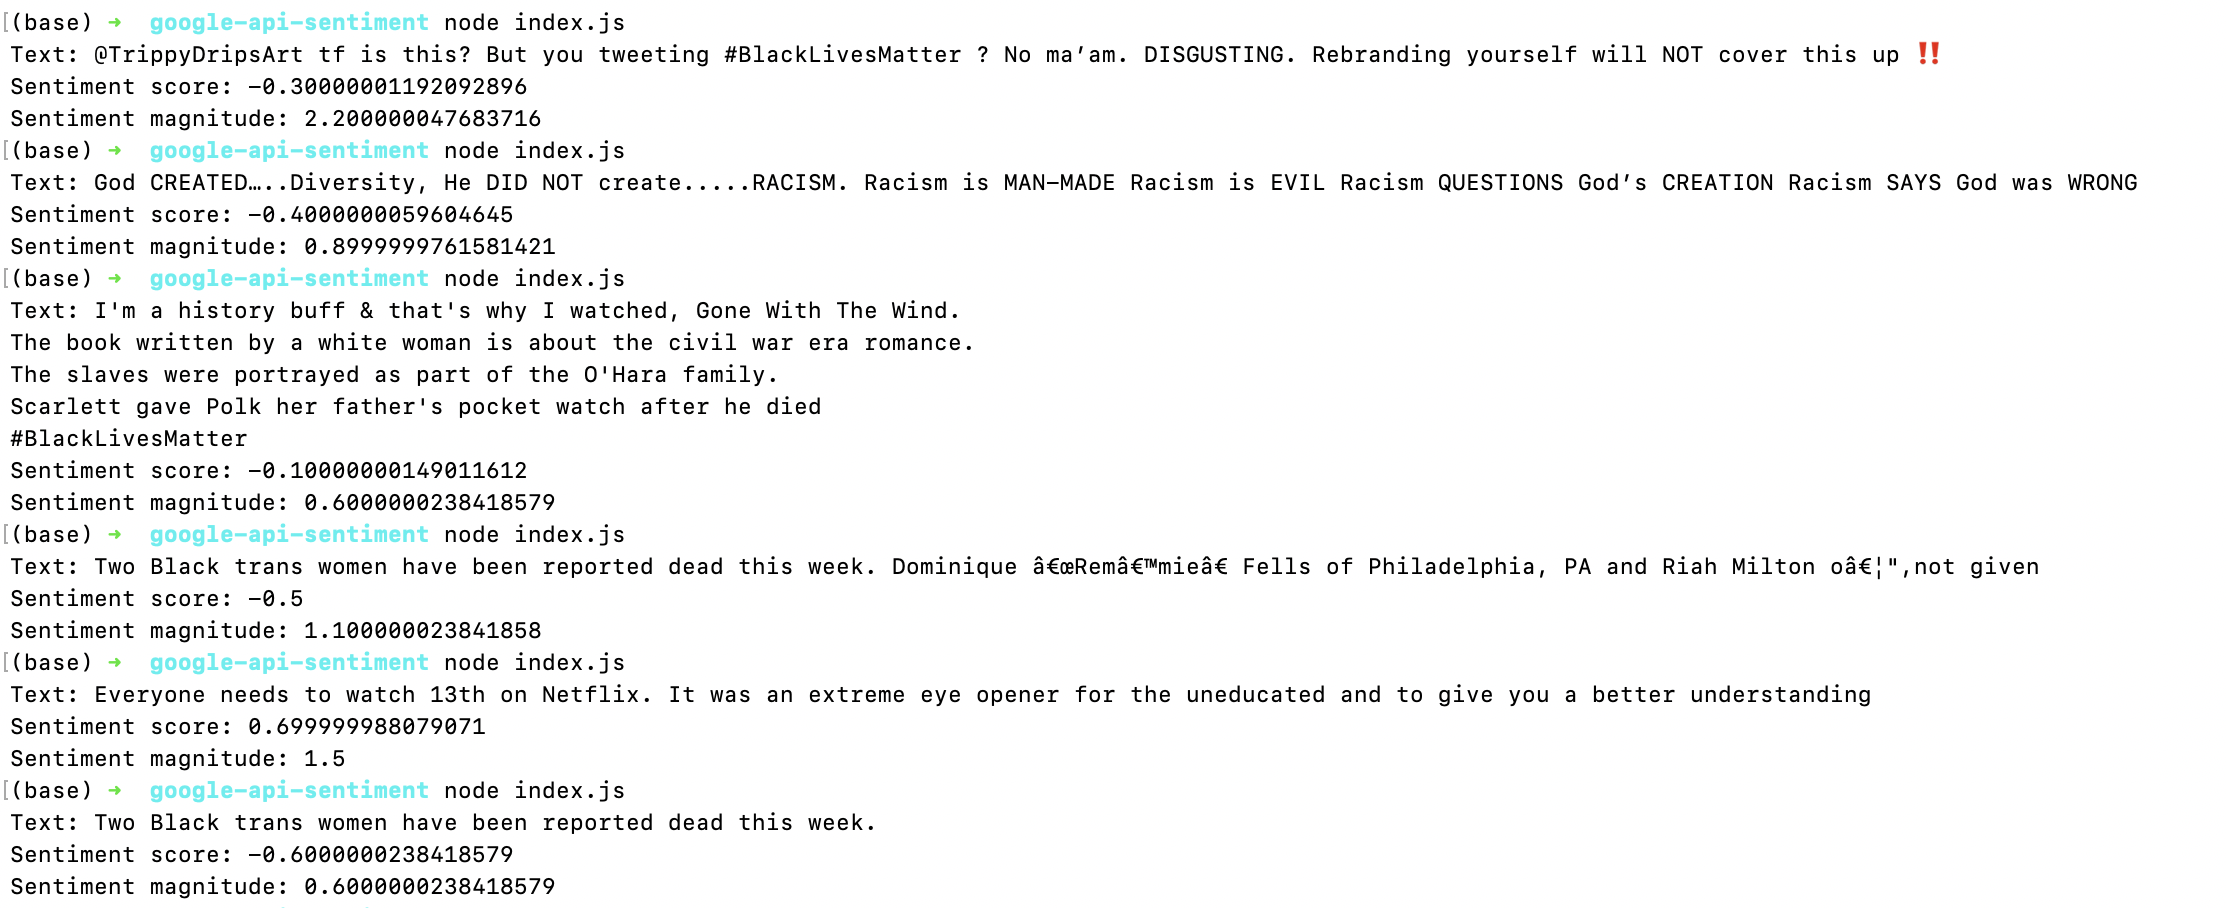 [(base) ➜  google-api-sentiment node index.js
Text: @TrippyDripsArt tf is this? But you tweeting #BlackLivesMatter ? No ma’am. DISGUSTING. Rebranding yourself will NOT cover this up ‼️
Sentiment score: -0.30000001192092896
Sentiment magnitude: 2.200000047683716
[(base) ➜  google-api-sentiment node index.js
Text: God CREATED…..Diversity, He DID NOT create.....RACISM. Racism is MAN-MADE Racism is EVIL Racism QUESTIONS God’s CREATION Racism SAYS God was WRONG
Sentiment score: -0.4000000059604645
Sentiment magnitude: 0.8999999761581421
[(base) ➜  google-api-sentiment node index.js
Text: I'm a history buff & that's why I watched, Gone With The Wind.
The book written by a white woman is about the civil war era romance.
The slaves were portrayed as part of the O'Hara family.
Scarlett gave Polk her father's pocket watch after he died
#BlackLivesMatter
Sentiment score: -0.10000000149011612
Sentiment magnitude: 0.6000000238418579
[(base) ➜  google-api-sentiment node index.js
Text: Two Black trans women have been reported dead this week. Dominique â€œRemâ€™mieâ€ Fells of Philadelphia, PA and Riah Milton oâ€¦",not given
Sentiment score: -0.5
Sentiment magnitude: 1.100000023841858
[(base) ➜  google-api-sentiment node index.js
Text: Everyone needs to watch 13th on Netflix. It was an extreme eye opener for the uneducated and to give you a better understanding
Sentiment score: 0.699999988079071
Sentiment magnitude: 1.5
[(base) ➜  google-api-sentiment node index.js
Text: Two Black trans women have been reported dead this week.
Sentiment score: -0.6000000238418579
Sentiment magnitude: 0.6000000238418579